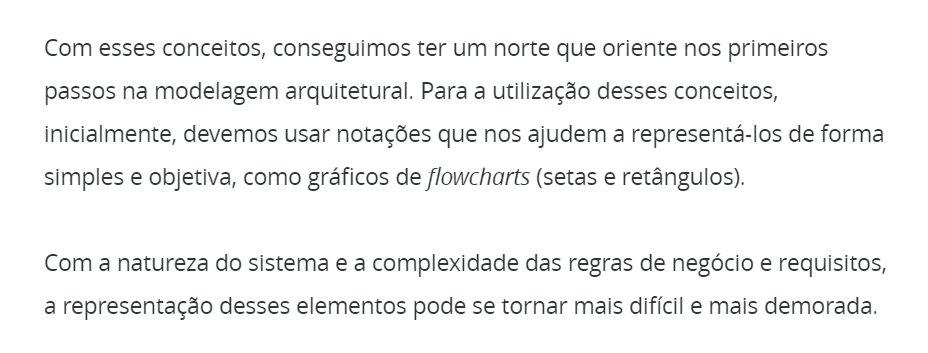 Com esses conceitos, conseguimos ter um norte que oriente nos primeiros
passos na modelagem arquitetural. Para a utilização desses conceitos,
inicialmente, devemos usar notações que nos ajudem a representá-los de forma
simples e objetiva, como gráficos de flowcharts (setas e retângulos).
Com a natureza do sistema e a complexidade das regras de negócio e requisitos,
a representação desses elementos pode se tornar mais difícil e mais demorada.